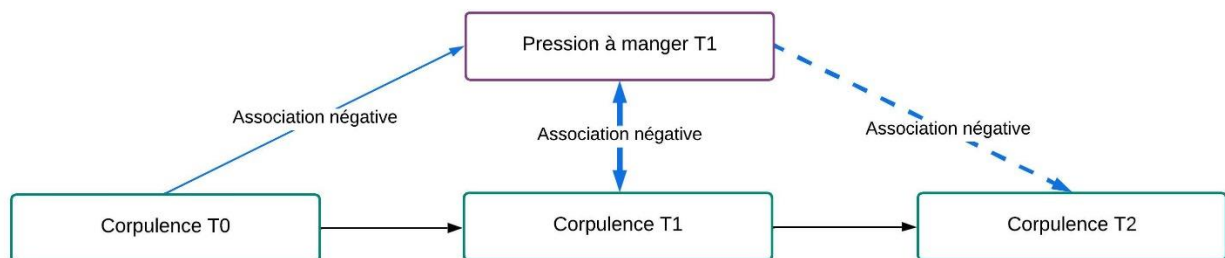 Pression à manger T1
Association négative
Association négative
Association négative
Corpulence T0
Corpulence T1
Corpulence T2